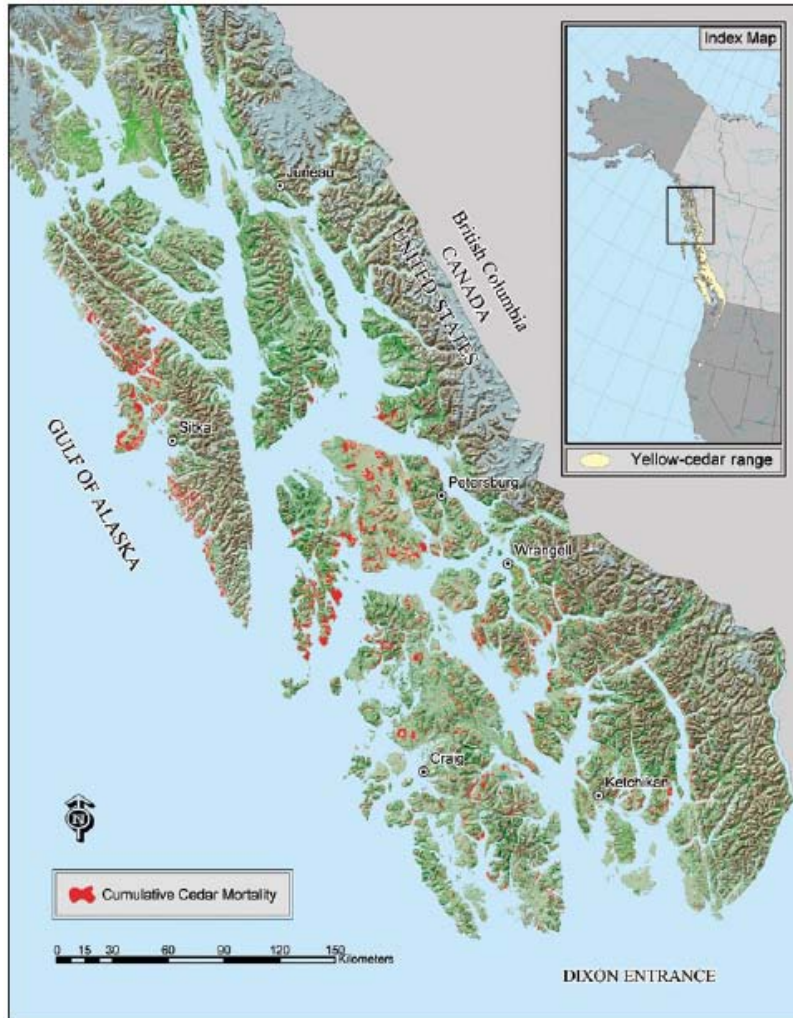 Index Map
Yellow-cedar range
Juneau
British Columbia
CANADA
UNITED STATES
Sitka
GULF OF ALASKA
Petersburg
Wrangell
Craig
Ketchikan
N
Cumulative Cedar Mortality
0 15 30 60 90 120 150
Kilometers
DIXON ENTRANCE